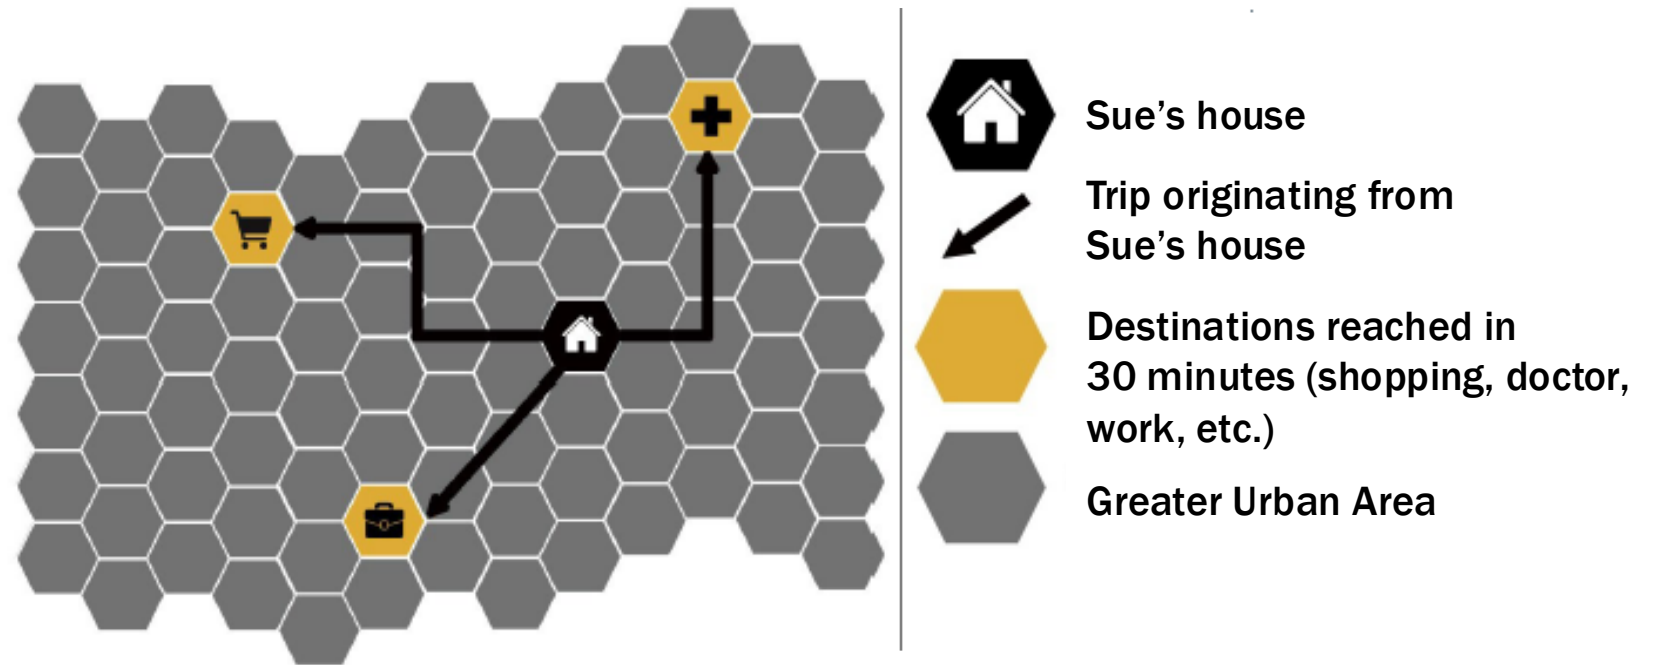 Sue’s house
Trip originating from
Sue’s house
Destinations reached in
30 minutes (shopping, doctor,
work, etc.)
Greater Urban Area